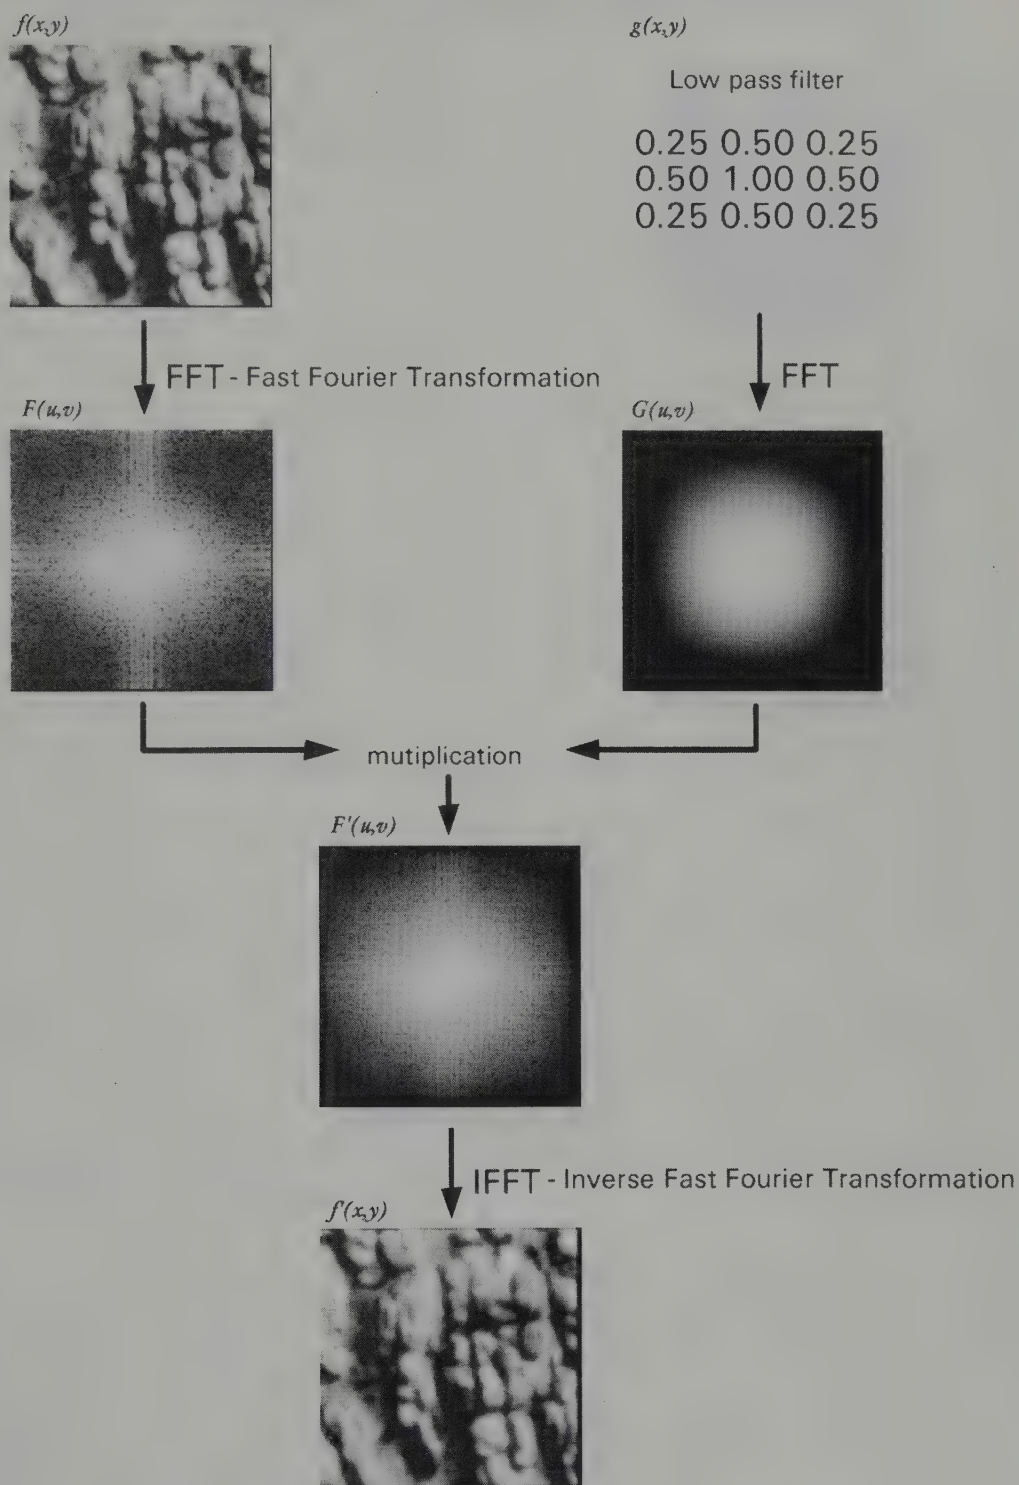 f(x,y)
g(x,y)
Low pass filter
0.25 0.50 0.25
0.50 1.00 0.50
0.25 0.50 0.25
FFT - Fast Fourier Transformation
FFT
F(u,v)
G(u,v)
mutiplication
F'(u,v)
IFFT - Inverse Fast Fourier Transformation
f'(x,y)